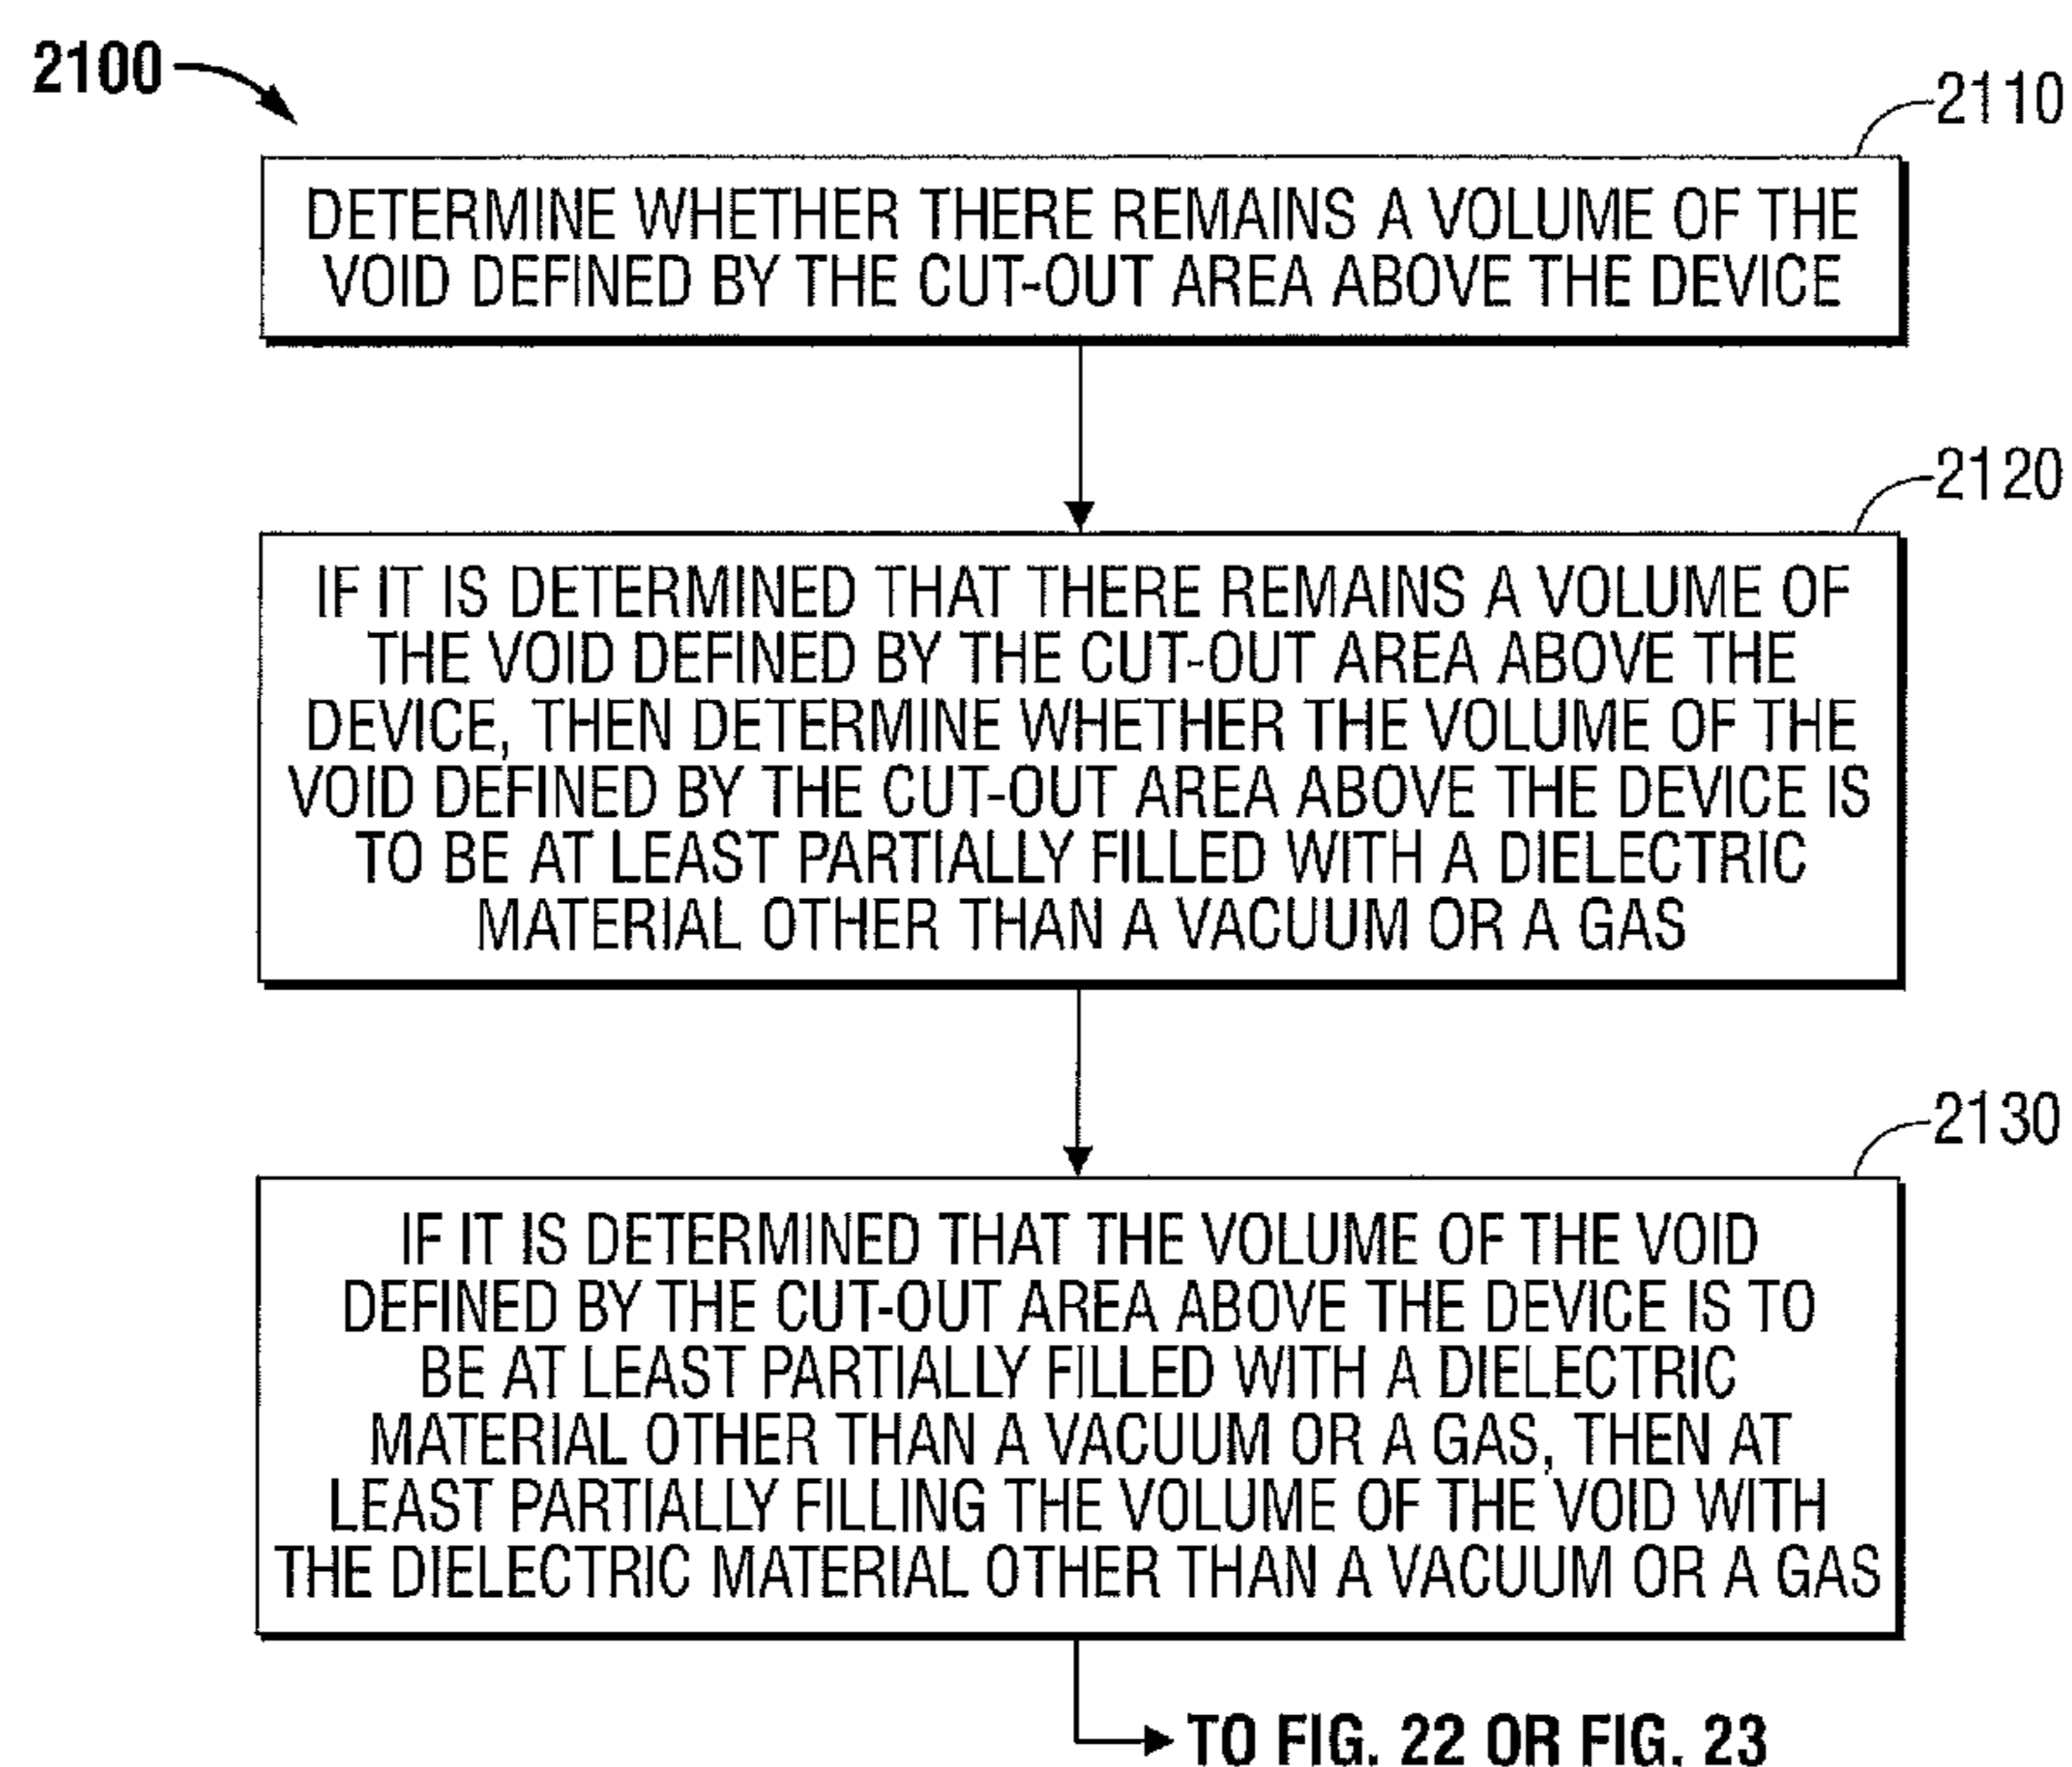 2100
2110
DETERMINE WHETHER THERE REMAINS A VOLUME OF THE
VOID DEFINED BY THE CUT-OUT AREA ABOVE THE DEVICE
2120
IF IT IS DETERMINED THAT THERE REMAINS A VOLUME OF
THE VOID DEFINED BY THE CUT-OUT AREA ABOVE THE
DEVICE, THEN DETERMINE WHETHER THE VOLUME OF THE
VOID DEFINED BY THE CUT-OUT AREA ABOVE THE DEVICE IS
TO BE AT LEAST PARTIALLY FILLED WITH A DIELECTRIC
MATERIAL OTHER THAN A VACUUM OR A GAS
2130
IF IT IS DETERMINED THAT THE VOLUME OF THE VOID
DEFINED BY THE CUT-OUT AREA ABOVE THE DEVICE IS TO
BE AT LEAST PARTIALLY FILLED WITH A DIELECTRIC
MATERIAL OTHER THAN A VACUUM OR A GAS, THEN AT
LEAST PARTIALLY FILLING THE VOLUME OF THE VOID WITH
THE DIELECTRIC MATERIAL OTHER THAN A VACUUM OR A GAS
TO FIG. 22 OR FIG. 23